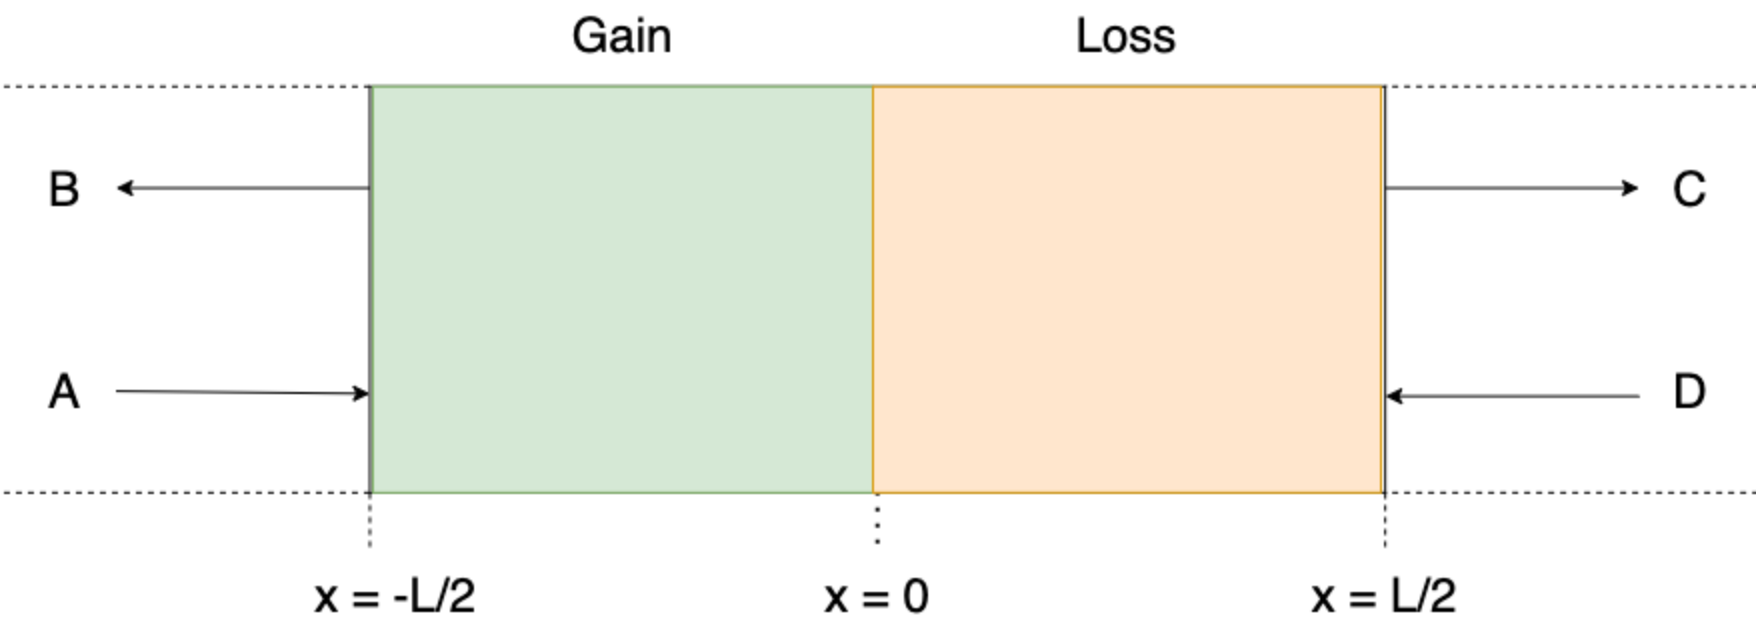 Gain Loss
B C
A D
x = -L/2 x = 0 x = L/2